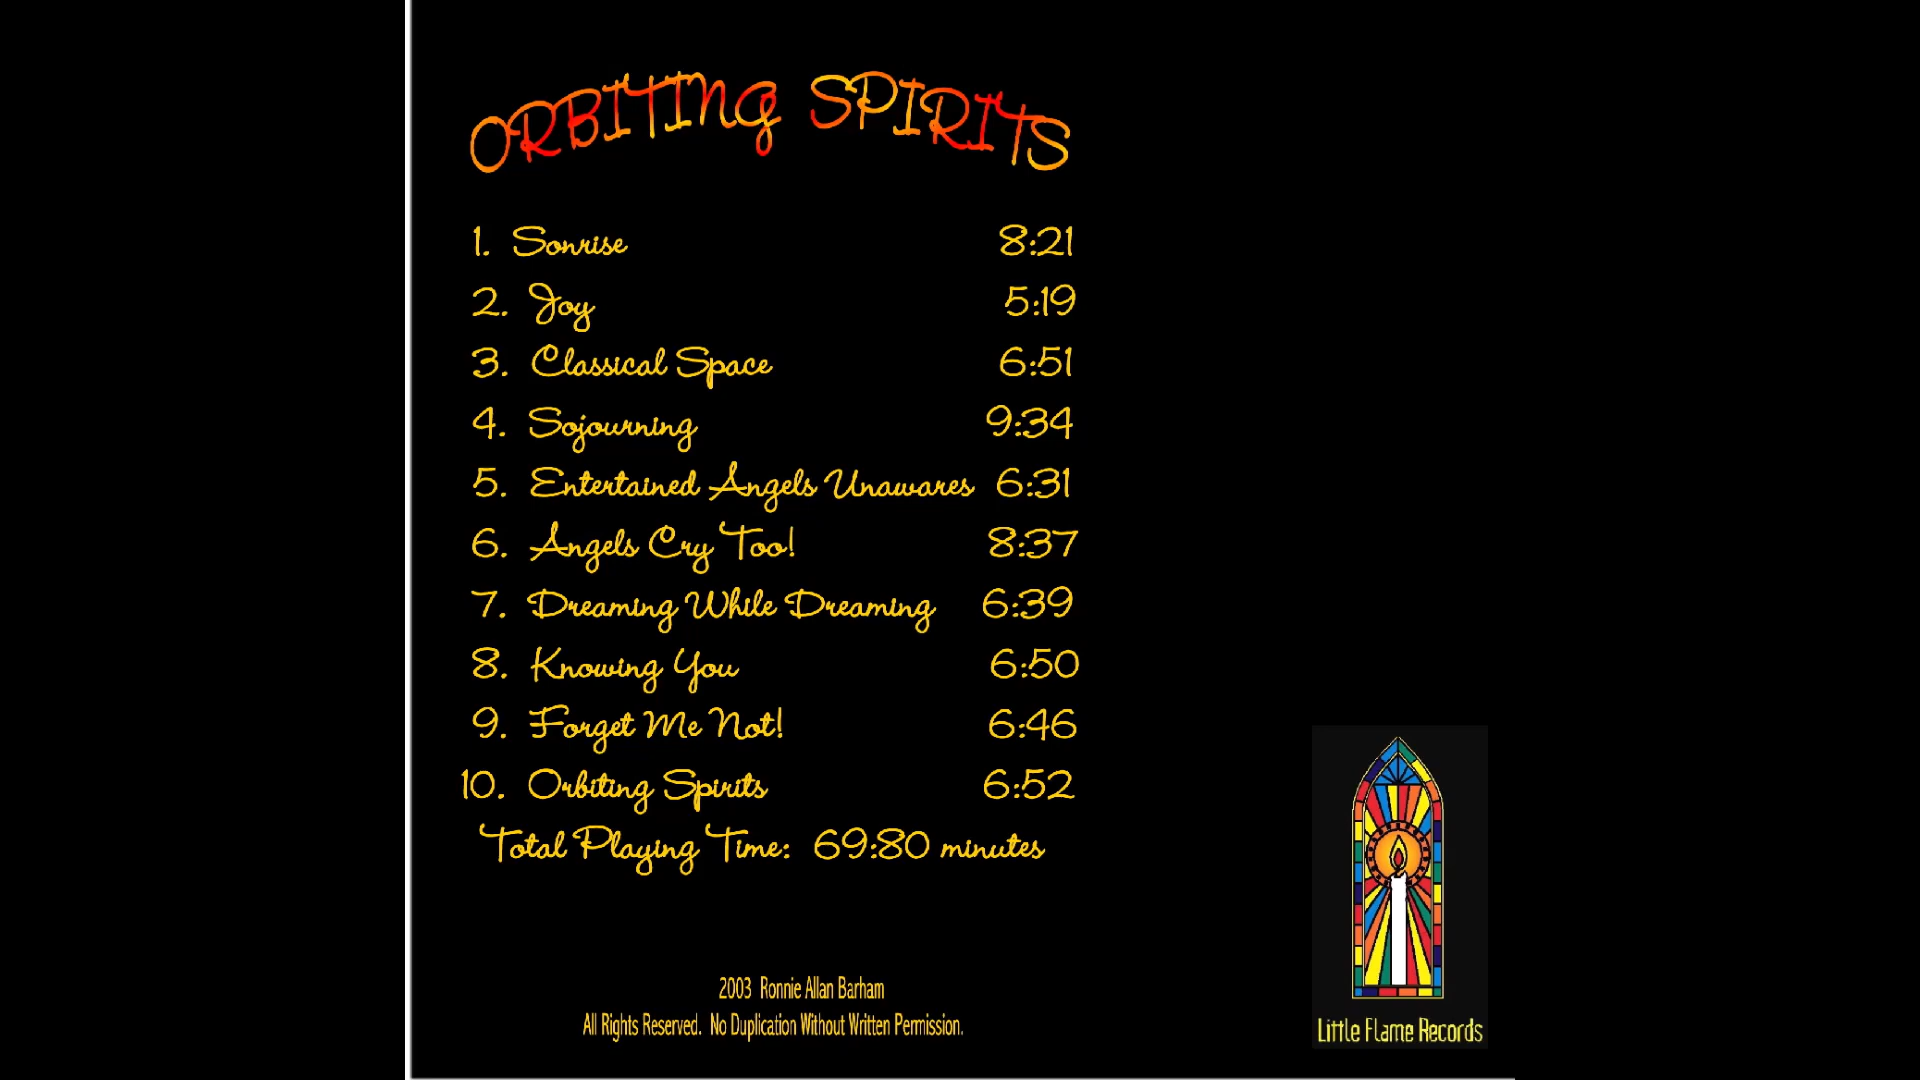 ORBITING SPIRITS
1. Sonrise 8:21
2. Joy 5:19
3. Classical Space 6:51
4. Sojourning 9:34
5. Entertained Angels Unawares 6:31
6. Angels Cry Too! 8:37
7. Dreaming While Dreaming 6:39
8. Knowing You 6:50
9. Forget Me Not! 6:46
10. Orbiting Spirits 6:52
Total Playing Time: 69:80 minutes
2003 Ronnie Allan Barham
All Rights Reserved. No Duplication Without Written Permission.
Little Flame Records